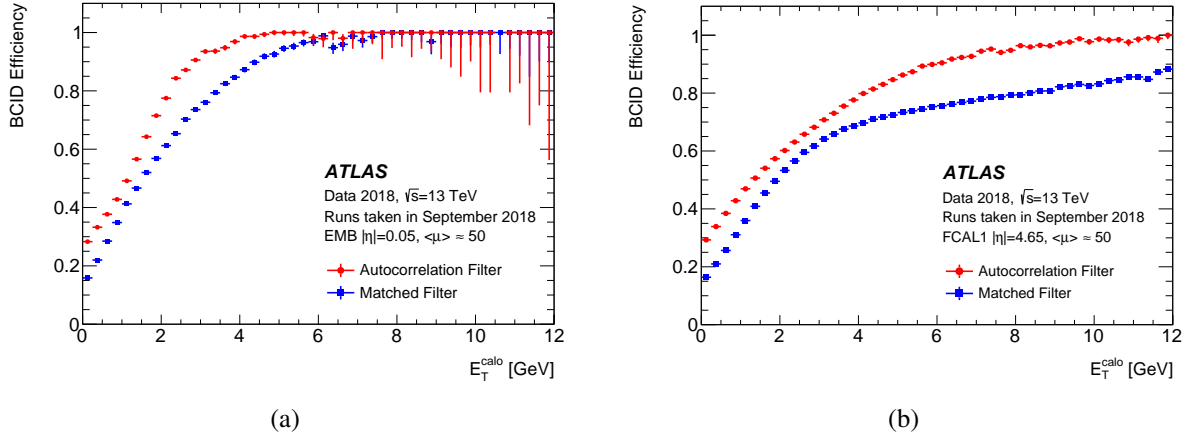 BCID Efficiency
1
0.8
0.6
0.4
0.2
0
0 2 4 6 8 10 12
E_T^calo [GeV]
ATLAS
Data 2018, √s=13 TeV
Runs taken in September 2018
EMB |η|=0.05, <μ> ≈ 50
Autocorrelation Filter
Matched Filter
(a)
BCID Efficiency
1
0.8
0.6
0.4
0.2
0
0 2 4 6 8 10 12
E_T^calo [GeV]
ATLAS
Data 2018, √s=13 TeV
Runs taken in September 2018
FCAL1 |η|=4.65, <μ> ≈ 50
Autocorrelation Filter
Matched Filter
(b)